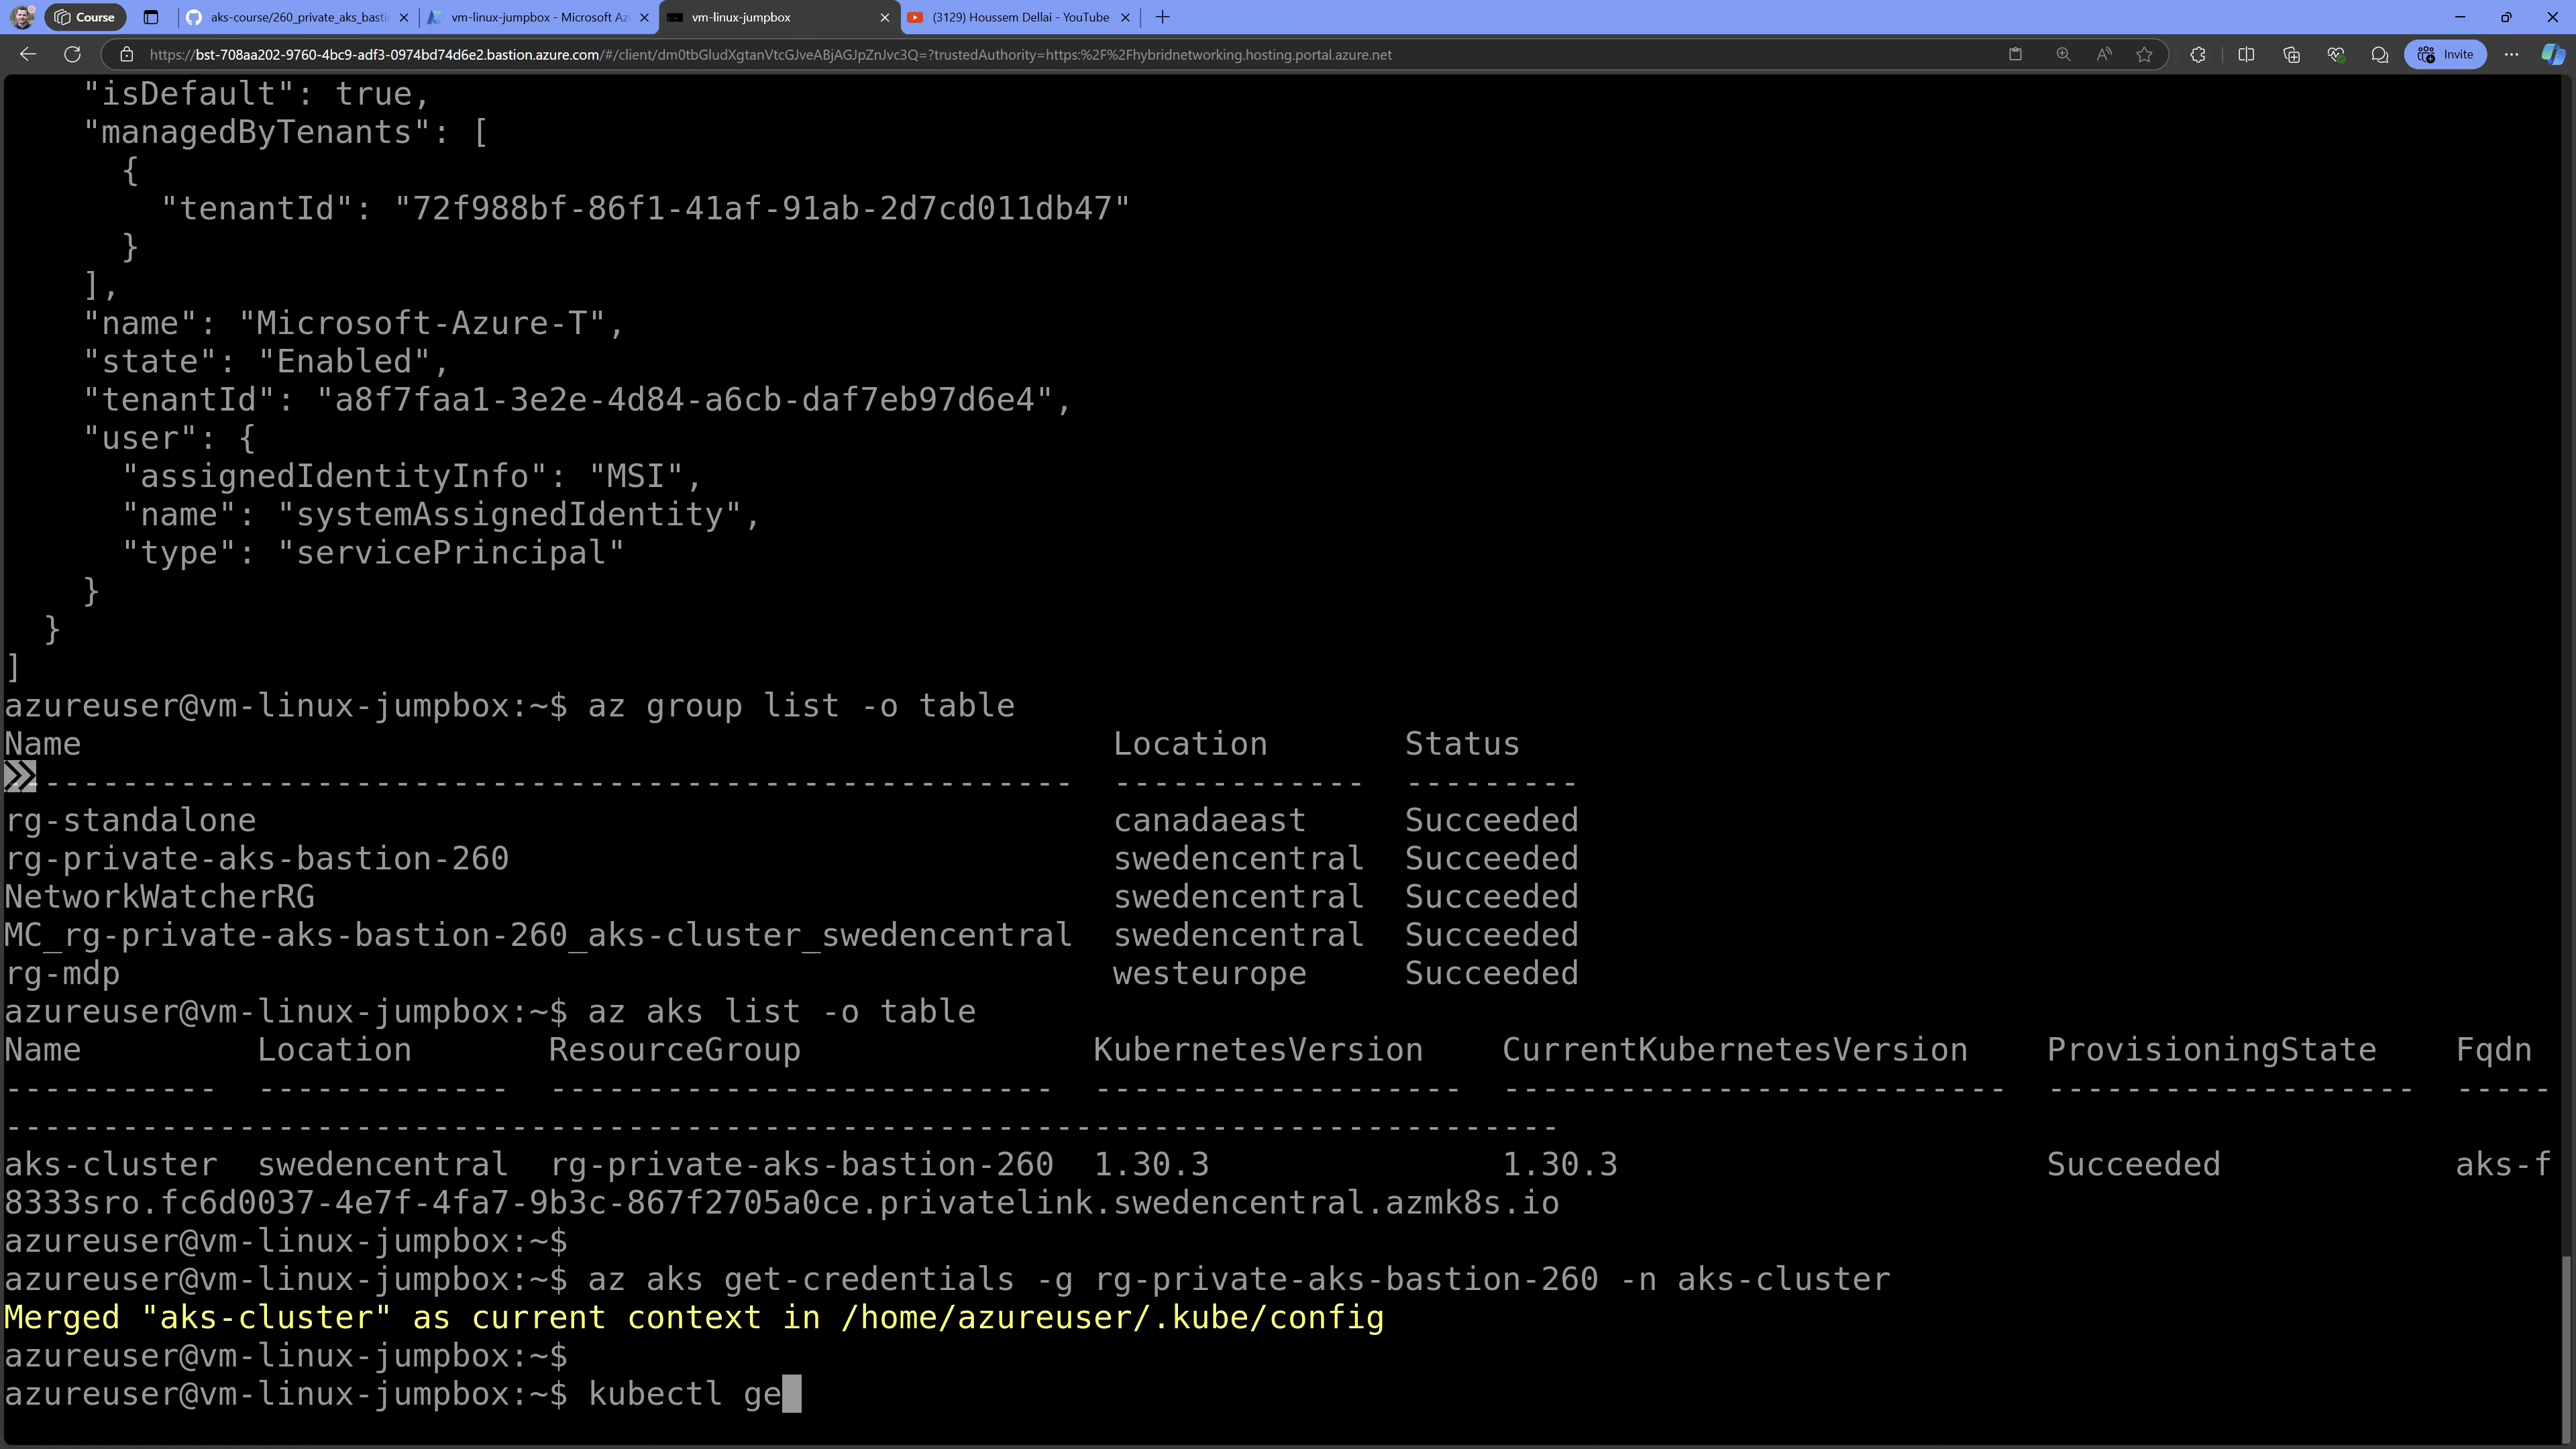 Course
aks-course/260_private_aks_basti
vm-linux-jumpbox - Microsoft Az
vm-linux-jumpbox
(3129) Houssem Dellai - YouTube
https://bst-708aa202-9760-4bc9-adf3-0974bd74d6e2.bastion.azure.com/#/client/dm0tbGludXgtanVtcGJveABjAGJpZnJvc3Q=?trustedAuthority=https:%2F%2Fhybridnetworking.hosting.portal.azure.net
Invite
"isDefault": true,
"managedByTenants": [
{
"tenantId": "72f988bf-86f1-41af-91ab-2d7cd011db47"
}
],
"name": "Microsoft-Azure-T",
"state": "Enabled",
"tenantId": "a8f7faa1-3e2e-4d84-a6cb-daf7eb97d6e4",
"user": {
"assignedIdentityInfo": "MSI",
"name": "systemAssignedIdentity",
"type": "servicePrincipal"
}
}
]
azureuser@vm-linux-jumpbox:~$ az group list -o table
Name Location Status
------------------------------------------------------- ------------- ---------
rg-standalone canadaeast Succeeded
rg-private-aks-bastion-260 swedencentral Succeeded
NetworkWatcherRG swedencentral Succeeded
MC_rg-private-aks-bastion-260_aks-cluster_swedencentral swedencentral Succeeded
rg-mdp westeurope Succeeded
azureuser@vm-linux-jumpbox:~$ az aks list -o table
Name Location ResourceGroup KubernetesVersion CurrentKubernetesVersion ProvisioningState Fqdn
----------- ------------- -------------------------- ------------------- -------------------------- ------------------- -----
--------------------------------------------------------------------------------
aks-cluster swedencentral rg-private-aks-bastion-260 1.30.3 1.30.3 Succeeded aks-f
8333sro.fc6d0037-4e7f-4fa7-9b3c-867f2705a0ce.privatelink.swedencentral.azmk8s.io
azureuser@vm-linux-jumpbox:~$
azureuser@vm-linux-jumpbox:~$ az aks get-credentials -g rg-private-aks-bastion-260 -n aks-cluster
Merged "aks-cluster" as current context in /home/azureuser/.kube/config
azureuser@vm-linux-jumpbox:~$
azureuser@vm-linux-jumpbox:~$ kubectl ge